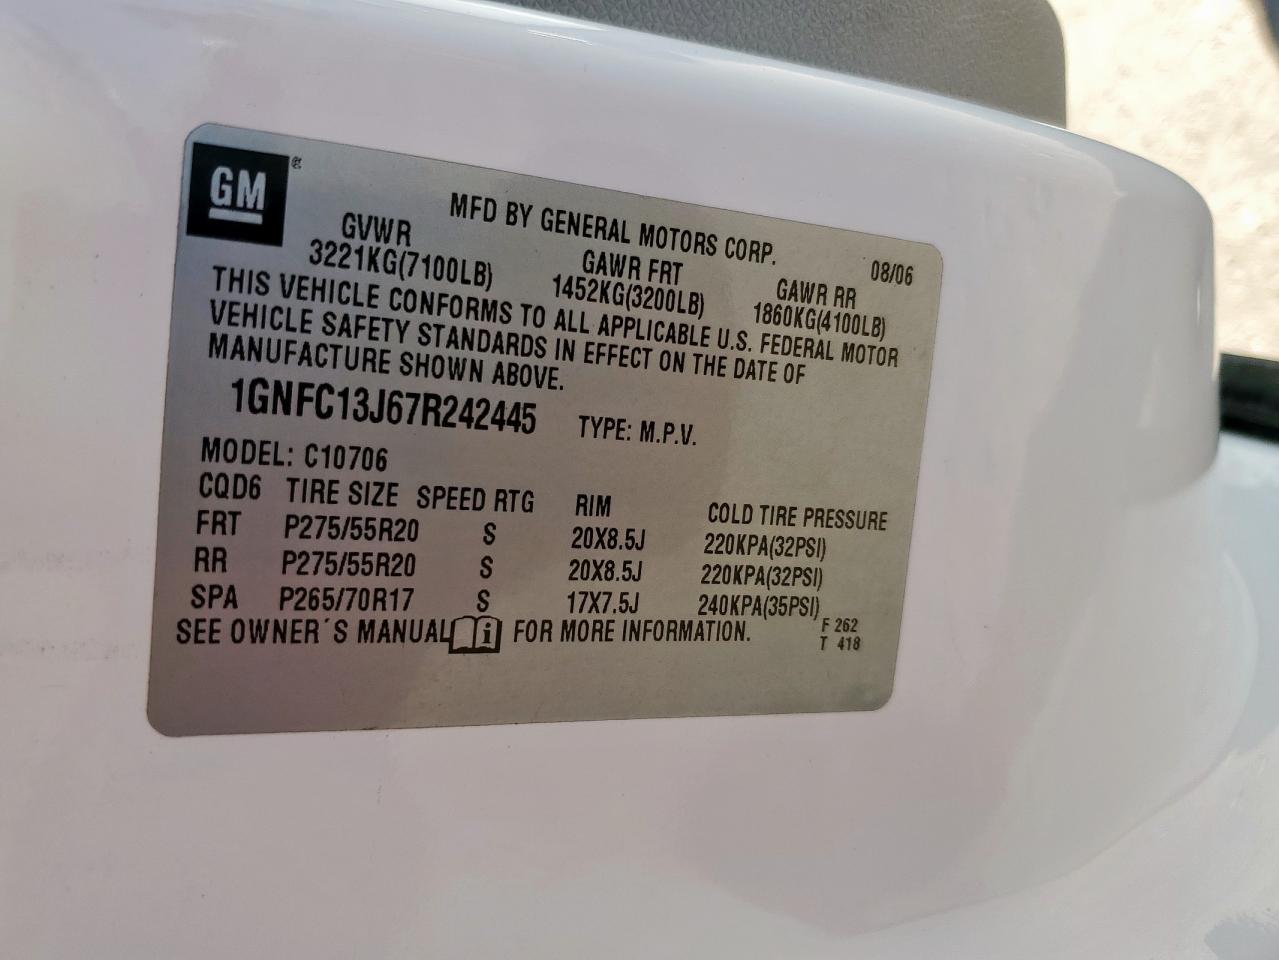 GM ®
MFD BY GENERAL MOTORS CORP. 08/06
GVWR GAWR FRT GAWR RR
3221KG(7100LB) 1452KG(3200LB) 1860KG(4100LB)
THIS VEHICLE CONFORMS TO ALL APPLICABLE U.S. FEDERAL MOTOR
VEHICLE SAFETY STANDARDS IN EFFECT ON THE DATE OF
MANUFACTURE SHOWN ABOVE.
1GNFC13J67R242445 TYPE: M.P.V.
MODEL: C10706
CQD6 TIRE SIZE SPEED RTG RIM COLD TIRE PRESSURE
FRT P275/55R20 S 20X8.5J 220KPA(32PSI)
RR P275/55R20 S 20X8.5J 220KPA(32PSI)
SPA P265/70R17 S 17X7.5J 240KPA(35PSI)
SEE OWNER´S MANUAL i FOR MORE INFORMATION.
F 262
T 418